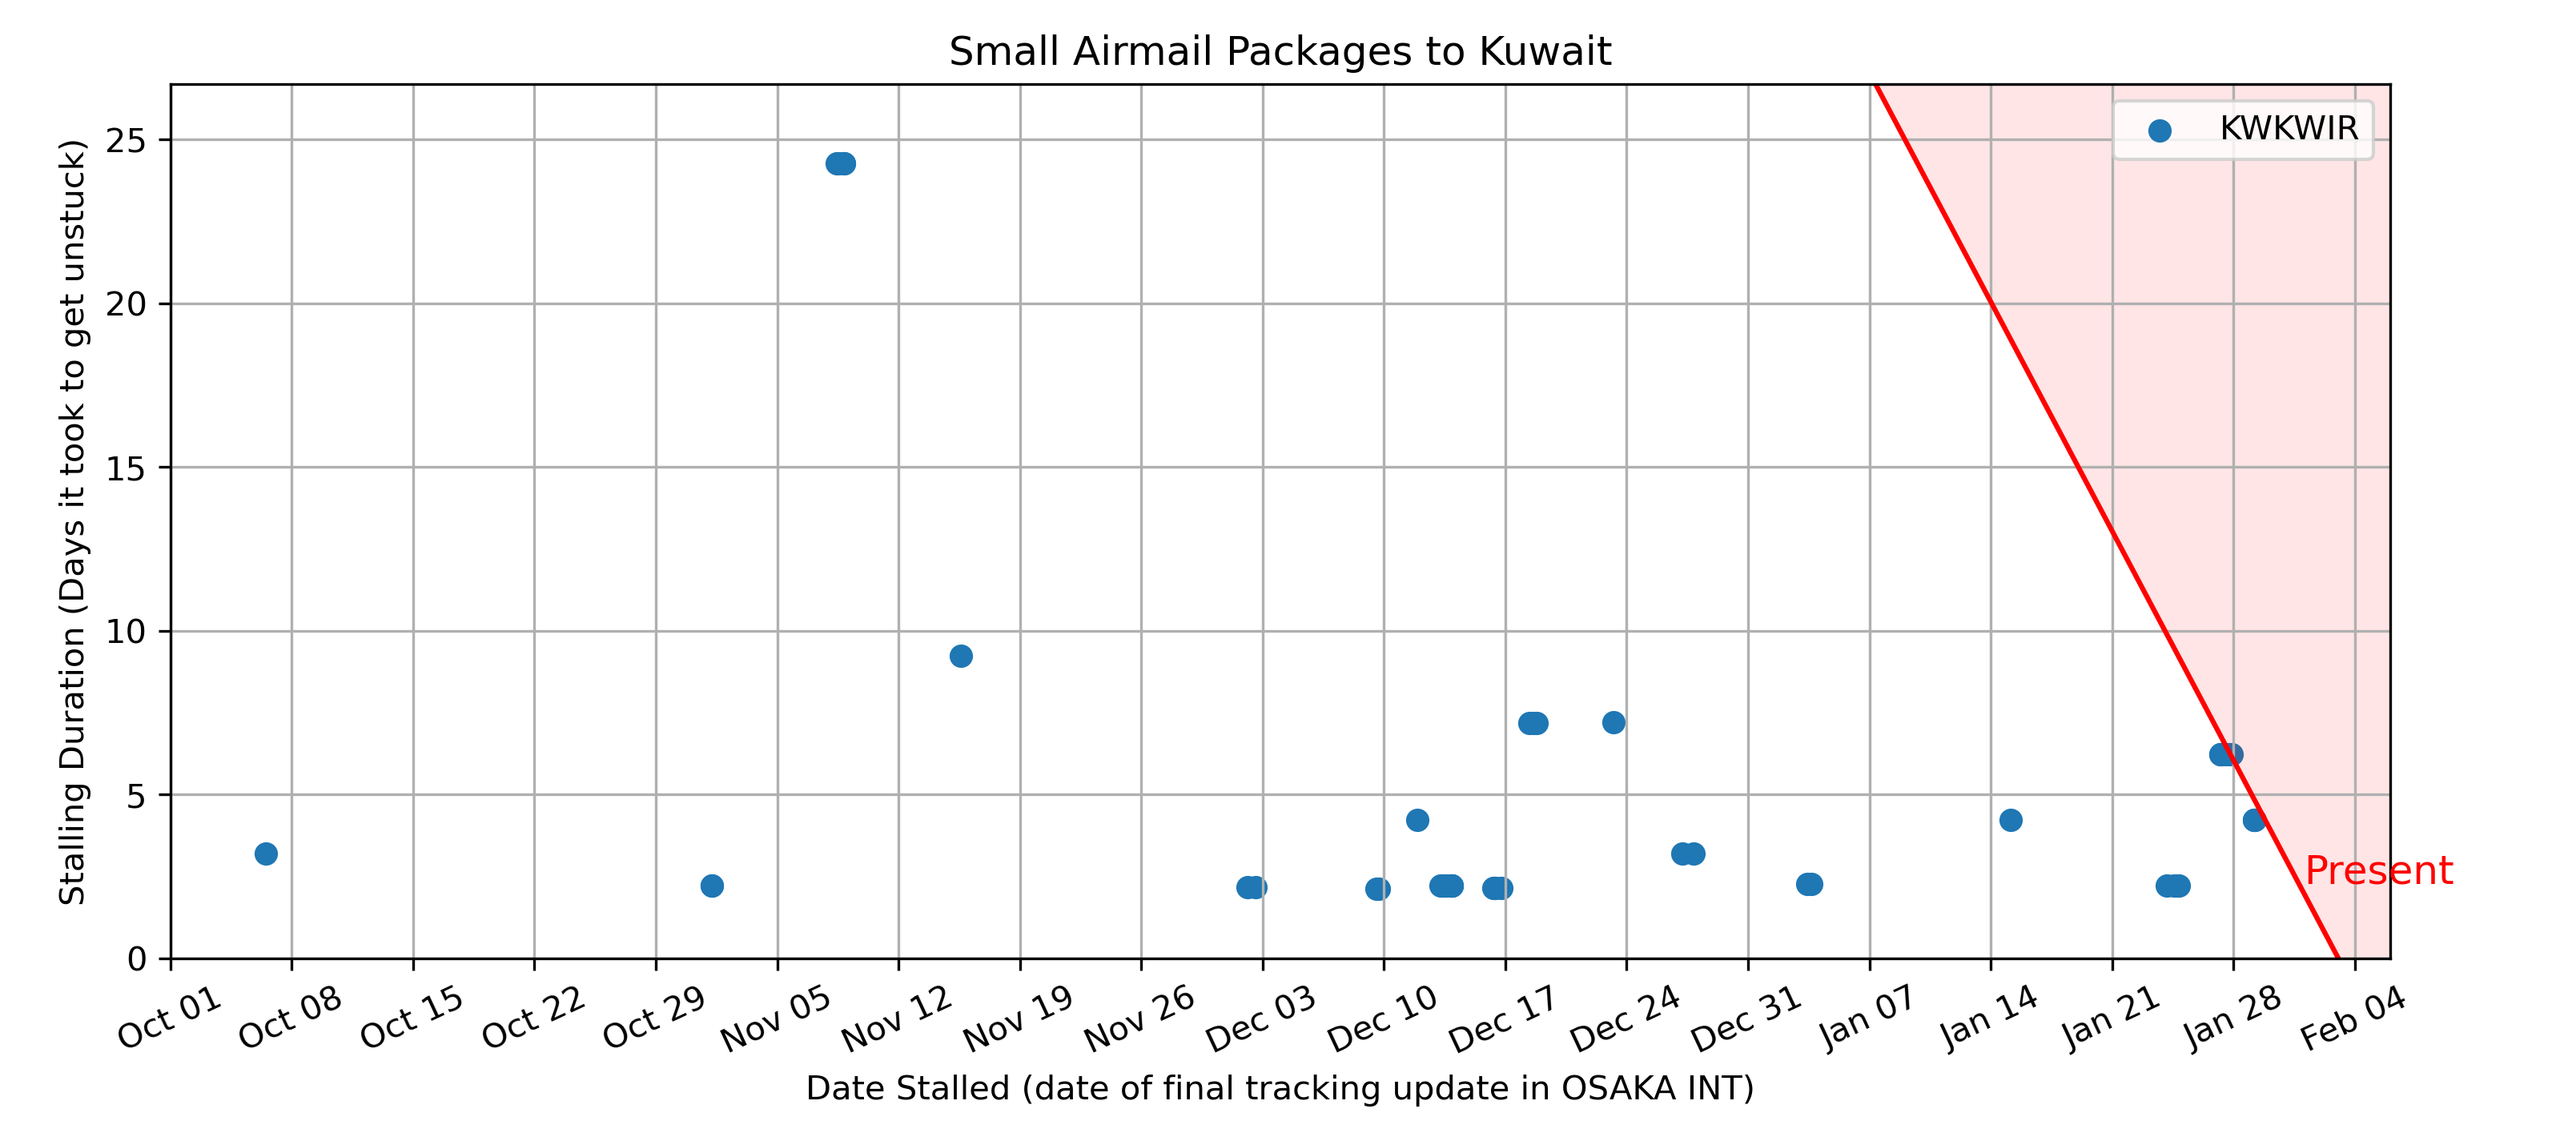 Small Airmail Packages to Kuwait
KWKWIR
Stalling Duration (Days it took to get unstuck)
25
20
15
10
5
0
Present
Oct 01
Oct 08
Oct 15
Oct 22
Oct 29
Nov 05
Nov 12
Nov 19
Nov 26
Dec 03
Dec 10
Dec 17
Dec 24
Dec 31
Jan 07
Jan 14
Jan 21
Jan 28
Feb 04
Date Stalled (date of final tracking update in OSAKA INT)